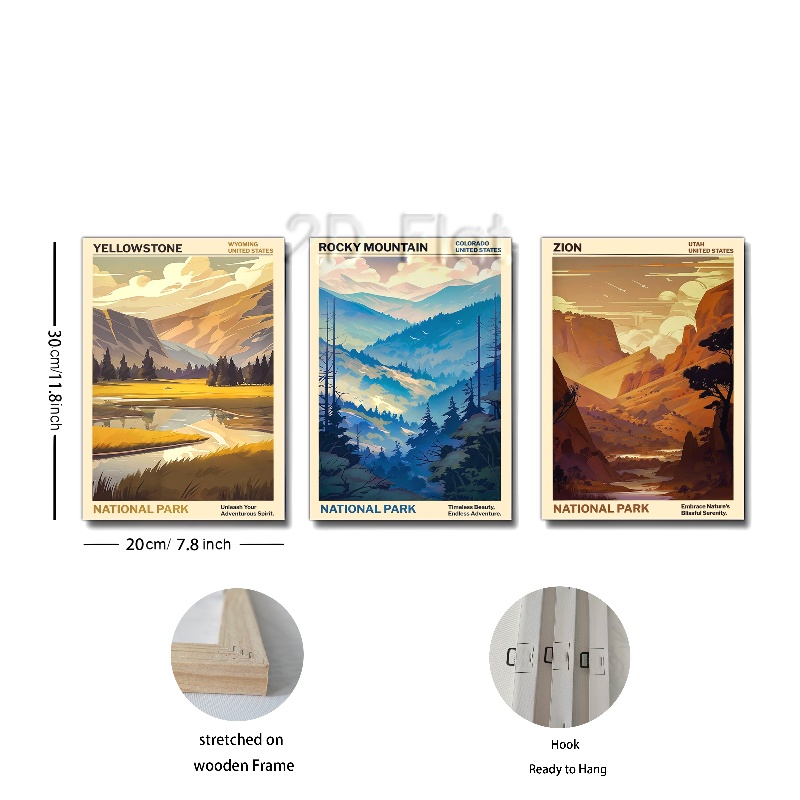 2D Flat
YELLOWSTONE
WYOMING
UNITED STATES
ROCKY MOUNTAIN
COLORADO
UNITED STATES
ZION
UTAH
UNITED STATES
30cm/11.8inch
NATIONAL PARK
Unleash Your
Adventurous Spirit.
NATIONAL PARK
Timeless Beauty,
Endless Adventure.
NATIONAL PARK
Embrace Nature's
Blissful Serenity.
20cm/ 7.8 inch
stretched on
wooden Frame
Hook
Ready to Hang